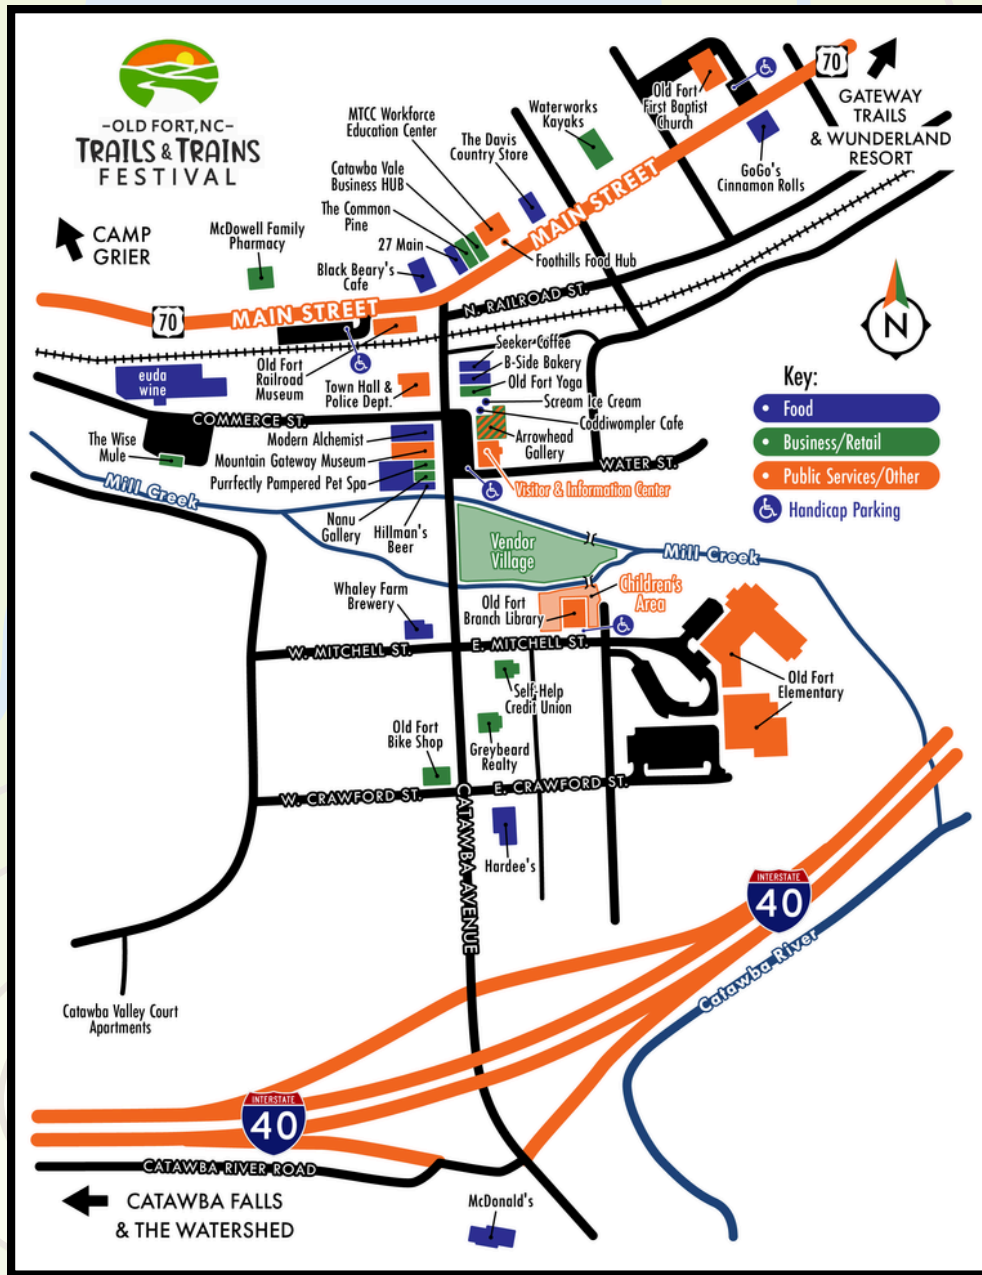 -OLD FORT, NC-
TRAILS & TRAINS
FESTIVAL
70
GATEWAY
TRAILS
& WUNDERLAND
RESORT
Old Fort
First Baptist
Church
GoGo's
Cinnamon Rolls
Waterworks
Kayaks
MTCC Workforce
Education Center
The Davis
Country Store
Catawba Vale
Business HUB
The Common
Pine
27 Main
Black Beary's
Cafe
Foothills Food Hub
MAIN STREET
CAMP
GRIER
McDowell Family
Pharmacy
70
MAIN STREET
N. RAILROAD ST.
N
Old Fort
Railroad
Museum
euda
wine
Town Hall &
Police Dept.
Seeker Coffee
B-Side Bakery
Old Fort Yoga
Scream Ice Cream
Coddiwompler Cafe
Arrowhead
Gallery
Key:
Food
Business/Retail
Public Services/Other
Handicap Parking
COMMERCE ST.
The Wise
Mule
Modern Alchemist
Mountain Gateway Museum
Purrfectly Pampered Pet Spa
Nanu
Gallery
Hillman's
Beer
WATER ST.
Visitor & Information Center
Mill Creek
Vendor
Village
Mill Creek
Whaley Farm
Brewery
Old Fort
Branch Library
Children's
Area
W. MITCHELL ST.
E. MITCHELL ST.
Old Fort
Elementary
Self-Help
Credit Union
Old Fort
Bike Shop
Greybeard
Realty
W. CRAWFORD ST.
E. CRAWFORD ST.
Hardee's
CATAWBA AVENUE
INTERSTATE
40
Catawba River
Catawba Valley Court
Apartments
INTERSTATE
40
CATAWBA RIVER ROAD
CATAWBA FALLS
& THE WATERSHED
McDonald's